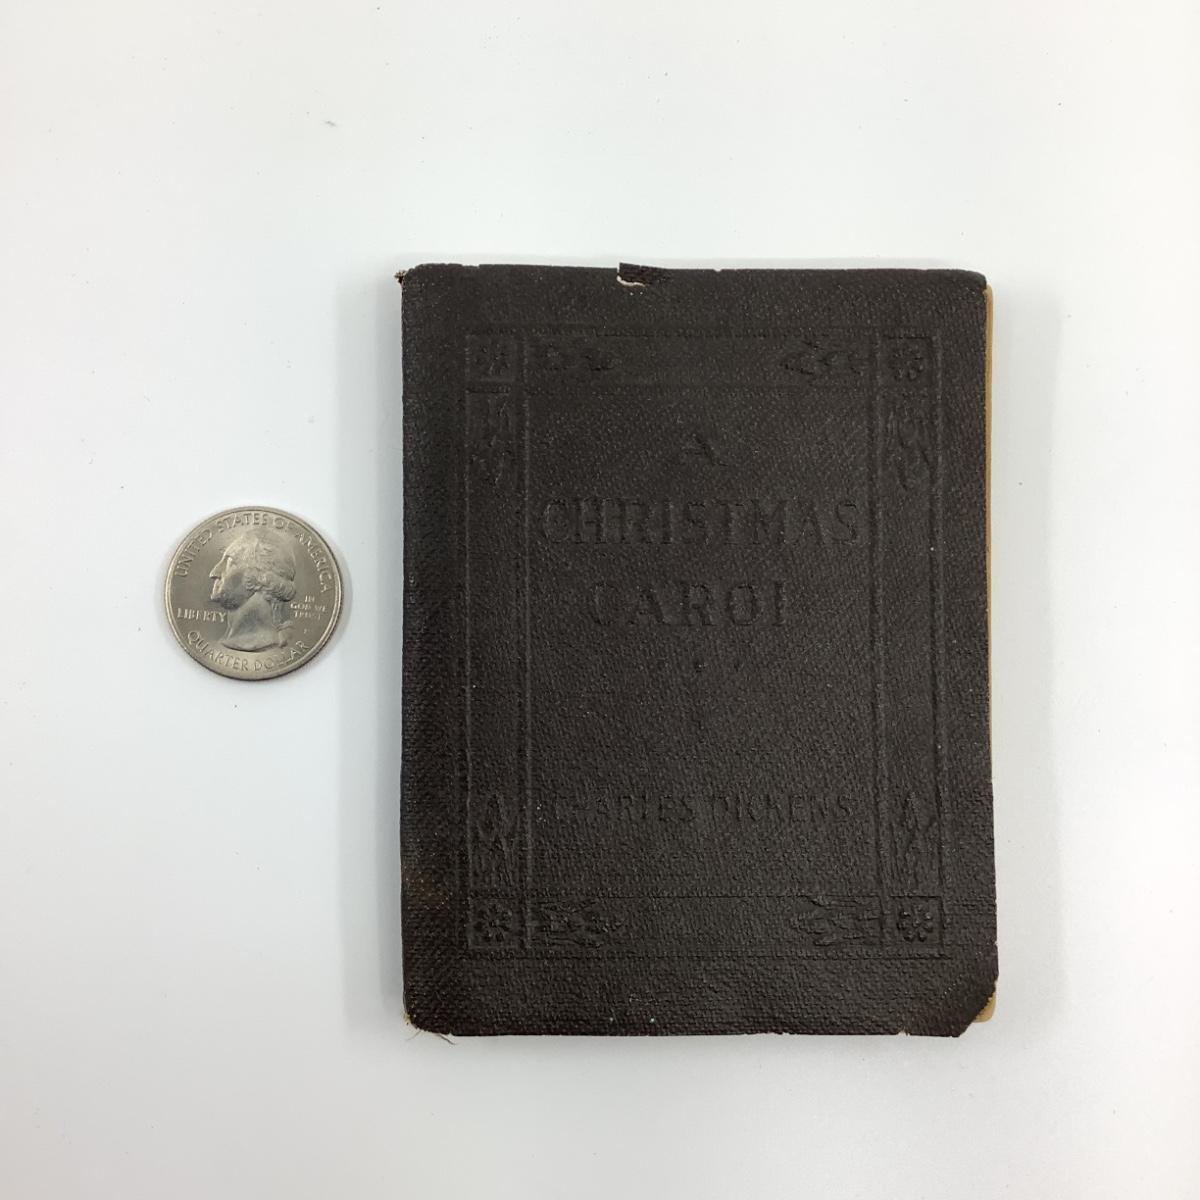 UNITED STATES OF AMERICA
LIBERTY
IN
GOD WE
TRUST
P
QUARTER DOLLAR
A
CHRISTMAS
CAROL
CHARLES DICKENS